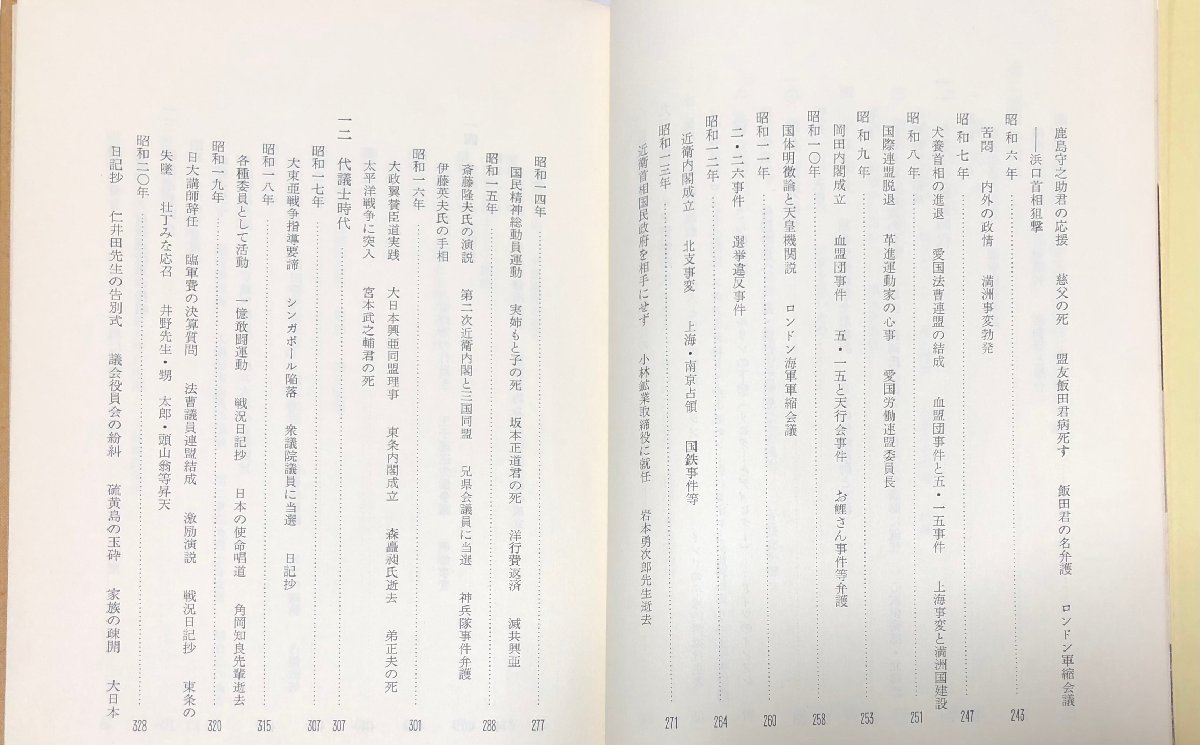 鹿島守之助君の応援　慈父の死　盟友飯田君病死す　飯田君の名弁護　ロンドン軍縮会議
――浜口首相狙撃
昭和六年……243
苦悶　内外の政情　満洲事変勃発
昭和七年……247
犬養首相の進退　愛国法曹連盟の結成　血盟団事件と五・一五事件　上海事変と満洲国建設
昭和八年……251
国際連盟脱退　革進運動家の心事　愛国労働連盟委員長
昭和九年……253
岡田内閣成立　血盟団事件　五・一五と天行会事件　お鯉さん事件等弁護
昭和一〇年……258
国体明徴論と天皇機関説　ロンドン海軍軍縮会議
昭和一一年……260
二・二六事件　選挙違反事件
昭和一二年……264
近衛内閣成立　北支事変　上海・南京占領　国鉄事件等
昭和一三年……271
近衛首相国民政府を相手にせず　小林鉱業取締役に就任――岩本勇次郎先生逝去
昭和一四年……277
国民精神総動員運動　実姉もと子の死　坂本正道君の死　洋行費返済　滅共興亜
昭和一五年……288
斎藤隆夫氏の演説　第二次近衛内閣と三国同盟　兄県会議員に当選　神兵隊事件弁護
伊藤英夫氏の手相
昭和一六年……301
大政翼賛臣道実践　大日本興亜同盟理事　東条内閣成立　森矗昶氏逝去　弟正夫の死
太平洋戦争に突入　宮本武之輔君の死
一二　代議士時代……307
昭和一七年……307
大東亜戦争指導要諦　シンガポール陥落　衆議院議員に当選　日記抄
昭和一八年……315
各種委員として活動　一億敢闘運動　戦況日記抄　日本の使命唱道　角岡知良先輩逝去
昭和一九年……320
日大講師辞任　臨軍費の決算質問　法曹議員連盟結成　激励演説　戦況日記抄　東条の
失墜　壮丁みな応召　井野先生・甥　太郎・頭山翁等昇天
昭和二〇年……328
日記抄　仁井田先生の告別式　議会役員会の紛糾　硫黄島の玉砕　家族の疎開　大日本